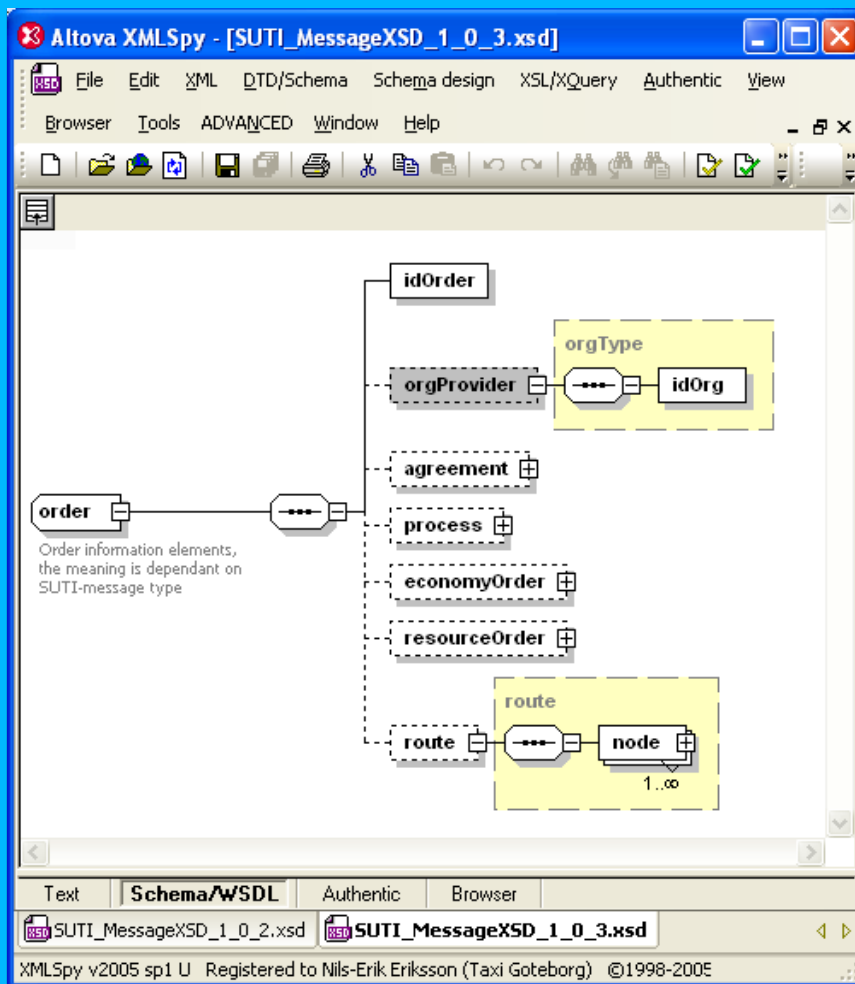 Altova XMLSpy - [SUTI_MessageXSD_1_0_3.xsd]
File Edit XML DTD/Schema Schema design XSL/XQuery Authentic View
Browser Tools ADVANCED Window Help
idOrder
orgType
orgProvider
idOrg
agreement
order
process
Order information elements,
the meaning is dependant on
SUTI-message type
economyOrder
resourceOrder
route
route
node
1..∞
Text Schema/WSDL Authentic Browser
SUTI_MessageXSD_1_0_2.xsd SUTI_MessageXSD_1_0_3.xsd
XMLSpy v2005 sp1 U Registered to Nils-Erik Eriksson (Taxi Goteborg) ©1998-2005